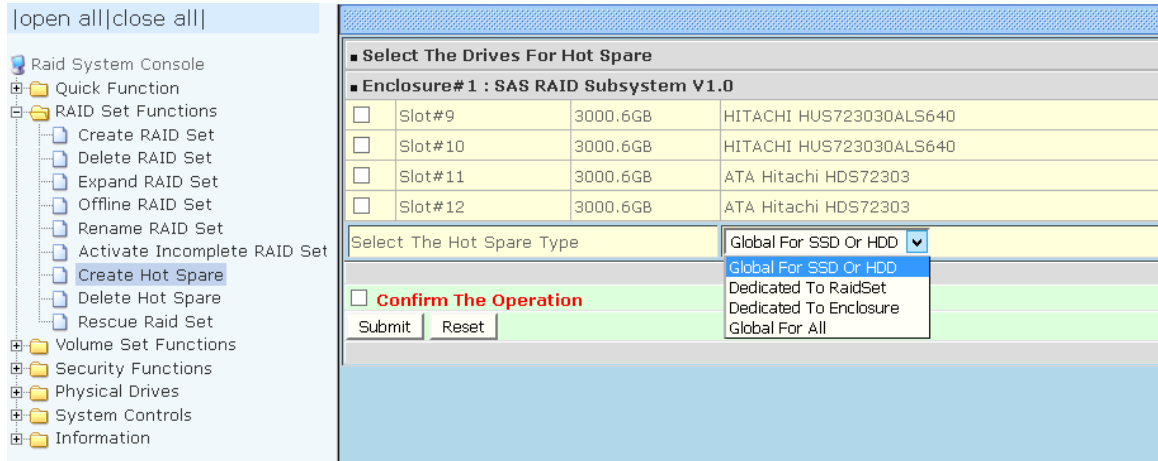 |open all|close all|
Raid System Console
Quick Function
RAID Set Functions
Create RAID Set
Delete RAID Set
Expand RAID Set
Offline RAID Set
Rename RAID Set
Activate Incomplete RAID Set
Create Hot Spare
Delete Hot Spare
Rescue Raid Set
Volume Set Functions
Security Functions
Physical Drives
System Controls
Information
Select The Drives For Hot Spare
Enclosure#1 : SAS RAID Subsystem V1.0
Slot#9 3000.6GB HITACHI HUS723030ALS640
Slot#10 3000.6GB HITACHI HUS723030ALS640
Slot#11 3000.6GB ATA Hitachi HDS72303
Slot#12 3000.6GB ATA Hitachi HDS72303
Select The Hot Spare Type Global For SSD Or HDD
Global For SSD Or HDD
Dedicated To RaidSet
Dedicated To Enclosure
Global For All
Confirm The Operation
Submit Reset